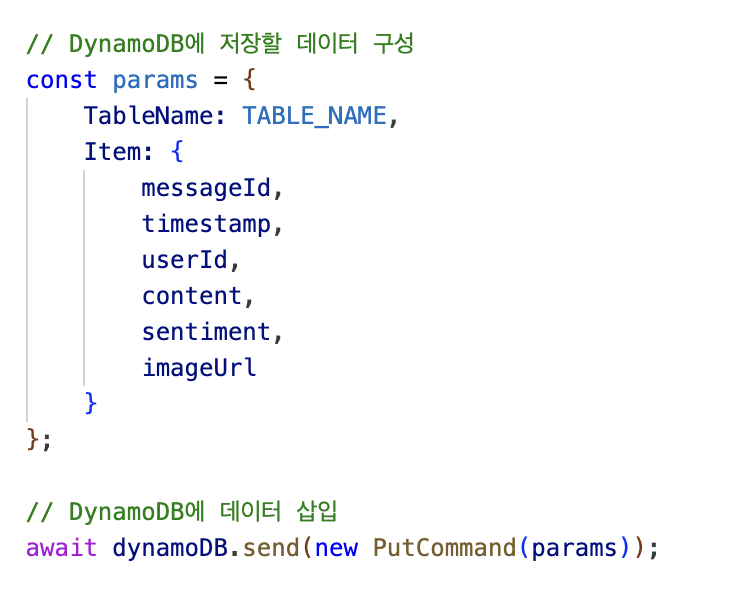 // DynamoDB에 저장할 데이터 구성
const params = {
    TableName: TABLE_NAME,
    Item: {
        messageId,
        timestamp,
        userId,
        content,
        sentiment,
        imageUrl
    }
};

// DynamoDB에 데이터 삽입
await dynamoDB.send(new PutCommand(params));